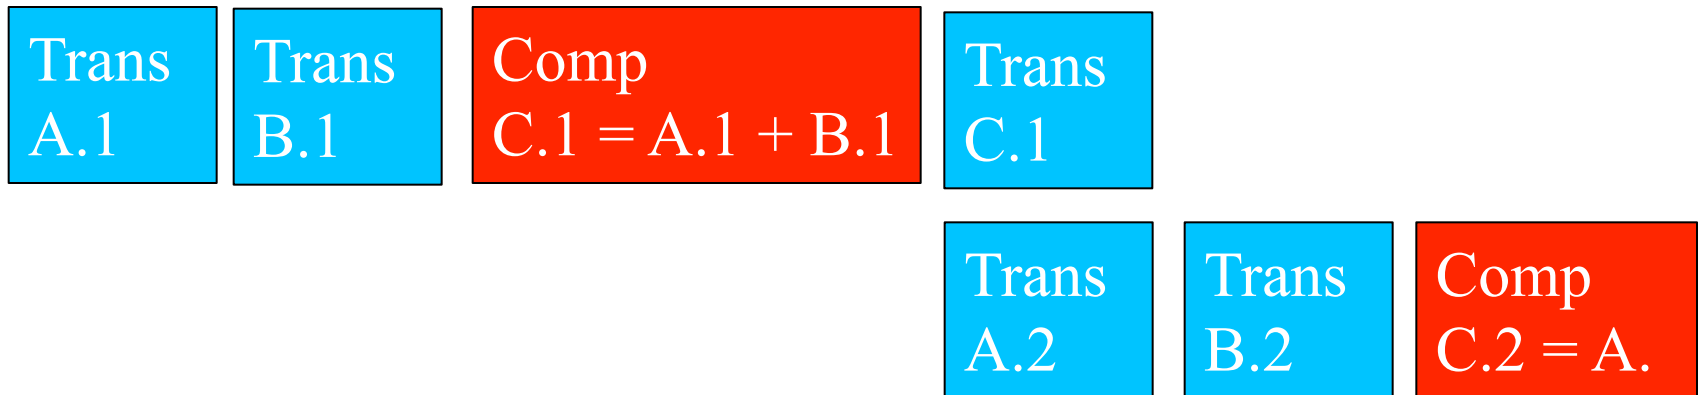 Trans
A.1
Trans
B.1
Comp
C.1 = A.1 + B.1
Trans
C.1
Trans
A.2
Trans
B.2
Comp
C.2 = A.